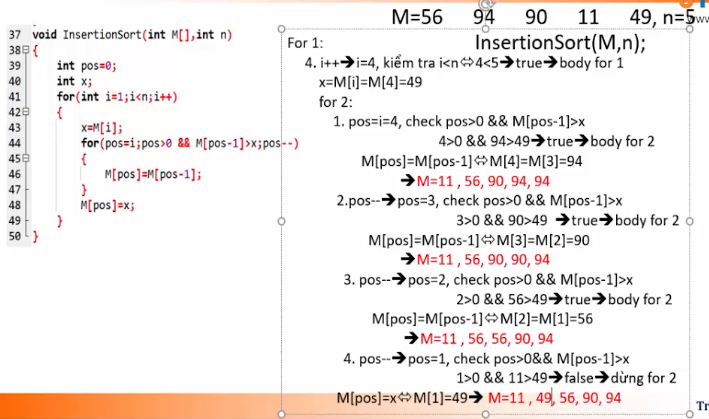 M=56 94 90 11 49, n=5
InsertionSort(M,n);
37 void InsertionSort(int M[],int n)
38 {
39 int pos=0;
40 int x;
41 for(int i=1;i<n;i++)
42 {
43 x=M[i];
44 for(pos=i;pos>0 && M[pos-1]>x;pos--)
45 {
46 M[pos]=M[pos-1];
47 }
48 M[pos]=x;
49 }
50 }
For 1:
4. i++➔i=4, kiểm tra i<n⇔4<5➔true➔body for 1
x=M[i]=M[4]=49
for 2:
1. pos=i=4, check pos>0 && M[pos-1]>x
4>0 && 94>49➔true➔body for 2
M[pos]=M[pos-1]⇔M[4]=M[3]=94
➔M=11 , 56, 90, 94, 94
2.pos--➔pos=3, check pos>0 && M[pos-1]>x
3>0 && 90>49 ➔true➔body for 2
M[pos]=M[pos-1]⇔M[3]=M[2]=90
➔M=11 , 56, 90, 90, 94
3. pos--➔pos=2, check pos>0 && M[pos-1]>x
2>0 && 56>49➔true➔body for 2
M[pos]=M[pos-1]⇔M[2]=M[1]=56
➔M=11 , 56, 56, 90, 94
4. pos--➔pos=1, check pos>0&& M[pos-1]>x
1>0 && 11>49➔false➔dừng for 2
M[pos]=x⇔M[1]=49➔ M=11 , 49, 56, 90, 94